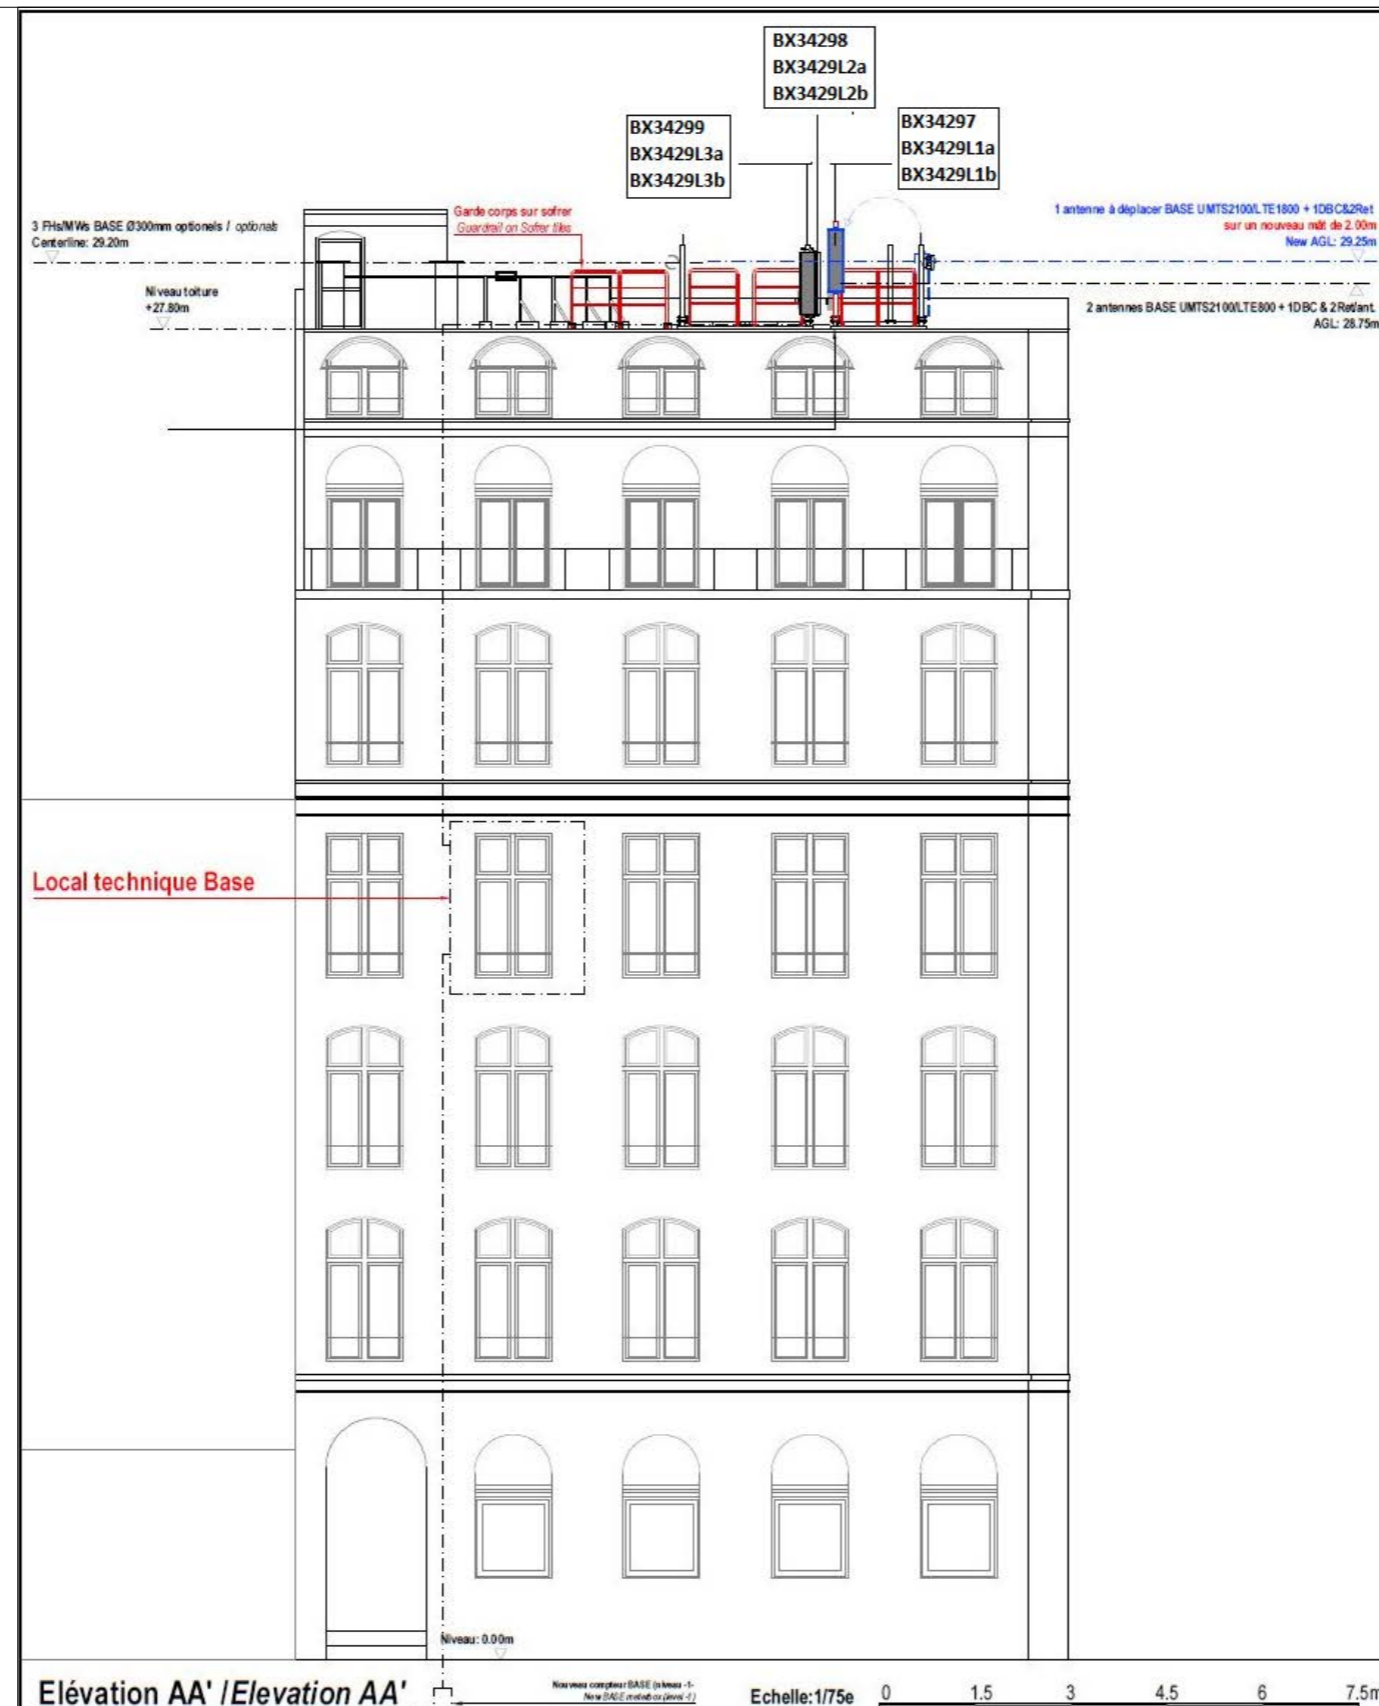 BX34298
BX3429L2a
BX3429L2b
BX34299
BX3429L3a
BX3429L3b
BX34297
BX3429L1a
BX3429L1b
3 FHs/MWs BASE Ø300mm optionels / optionals
Centerline: 29.20m
Garde corps sur sofrer
Guardrail on Sofrer tiles
1 antenne à déplacer BASE UMTS2100/LTE1800 + 1DBC&2Ret
sur un nouveau mât de 2.00m
New AGL: 29.25m
Niveau toiture
+27.80m
2 antennes BASE UMTS2100/LTE800 + 1DBC & 2Ret/ant.
AGL: 28.75m
Local technique Base
Niveau: 0.00m
Elévation AA' / Elevation AA'
Nouveau compteur BASE (niveau -1-
New BASE meterbox (level -1)
Echelle:1/75e
0 1.5 3 4.5 6 7.5m